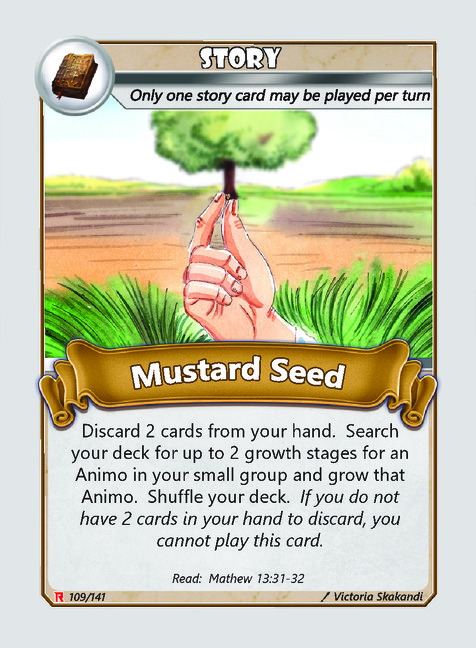 STORY
Only one story card may be played per turn
Mustard Seed
Discard 2 cards from your hand. Search
your deck for up to 2 growth stages for an
Animo in your small group and grow that
Animo. Shuffle your deck. If you do not
have 2 cards in your hand to discard, you
cannot play this card.
Read: Mathew 13:31-32
R 109/141
Victoria Skakandi